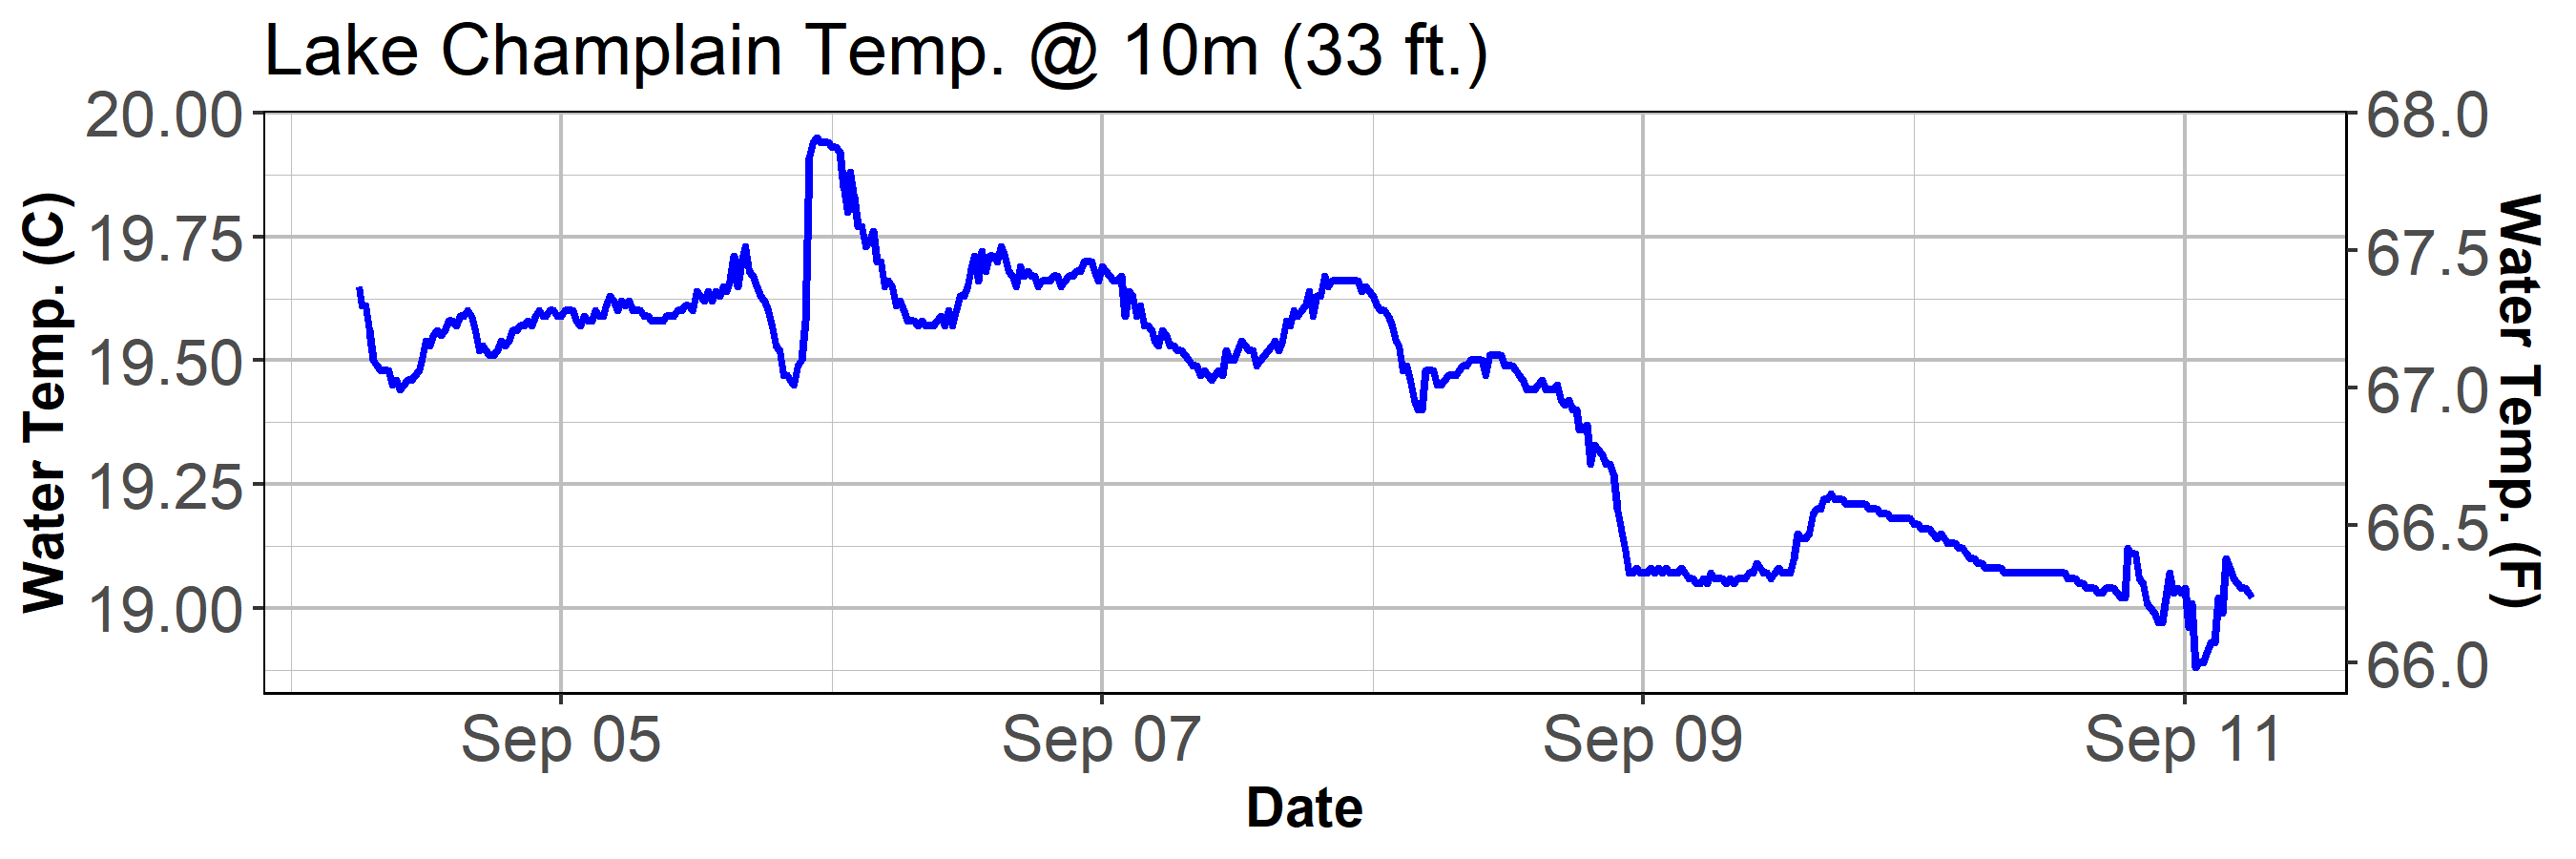 Lake Champlain Temp. @ 10m (33 ft.)
Water Temp. (C)
20.00
19.75
19.50
19.25
19.00
68.0
67.5
67.0
66.5
66.0
Water Temp. (F)
Sep 05
Sep 07
Sep 09
Sep 11
Date